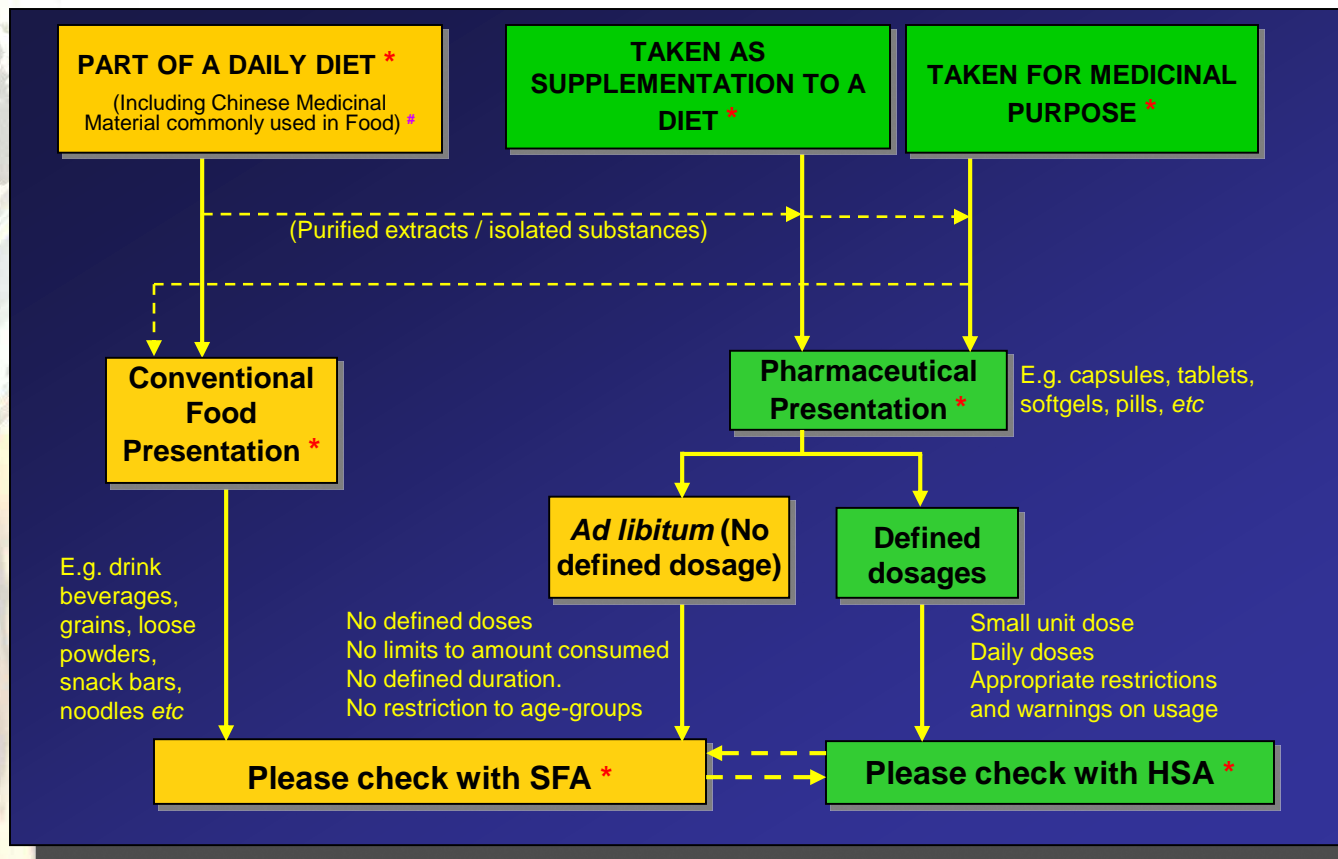 PART OF A DAILY DIET *
(Including Chinese Medicinal
Material commonly used in Food) #
TAKEN AS
SUPPLEMENTATION TO A
DIET *
TAKEN FOR MEDICINAL
PURPOSE *
(Purified extracts / isolated substances)
Conventional
Food
Presentation *
Pharmaceutical
Presentation *
E.g. capsules, tablets,
softgels, pills, etc
Ad libitum (No
defined dosage)
Defined
dosages
E.g. drink
beverages,
grains, loose
powders,
snack bars,
noodles etc
No defined doses
No limits to amount consumed
No defined duration.
No restriction to age-groups
Small unit dose
Daily doses
Appropriate restrictions
and warnings on usage
Please check with SFA *
Please check with HSA *